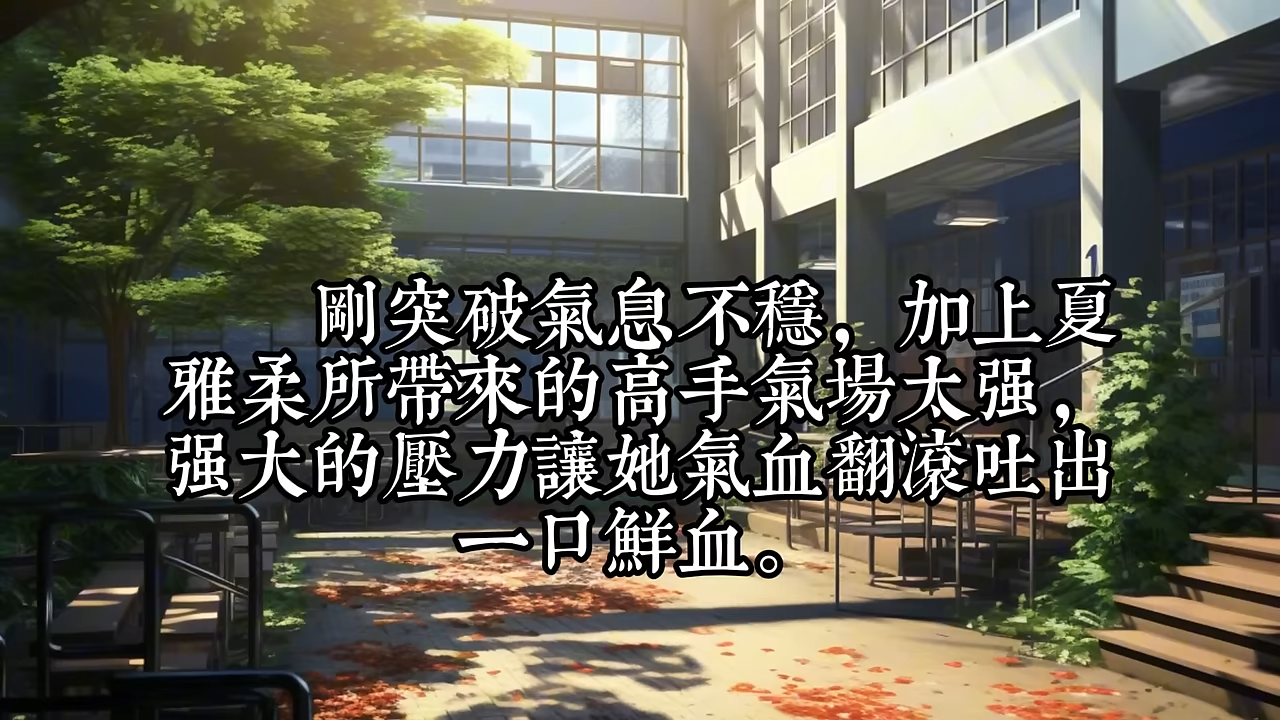 剛突破氣息不穩，加上夏
雅柔所帶來的高手氣場太强，
强大的壓力讓她氣血翻滾吐出
一口鮮血。
1